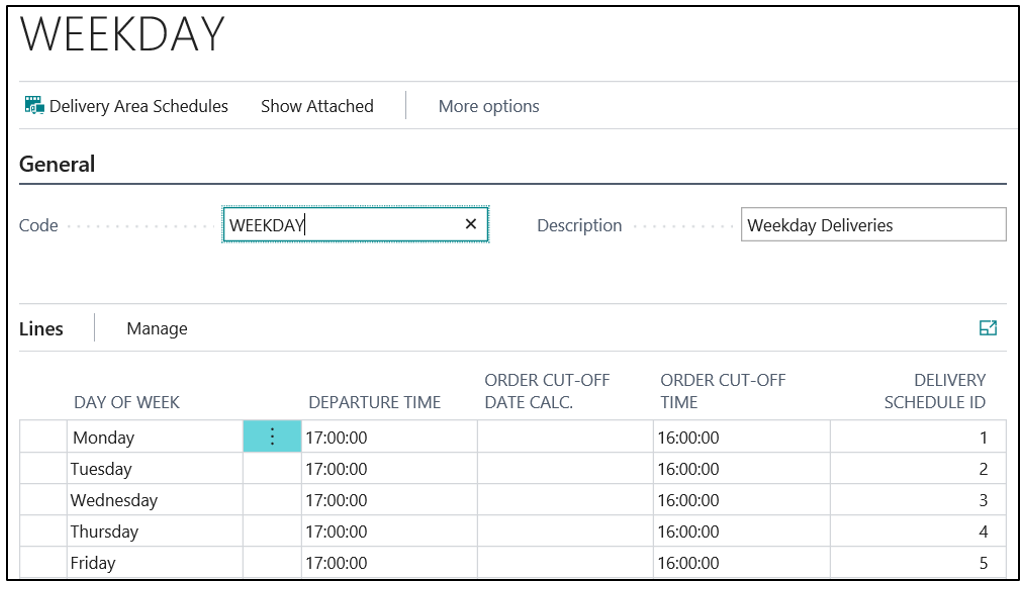 WEEKDAY
Delivery Area Schedules Show Attached More options
General
Code WEEKDAY Description Weekday Deliveries
Lines Manage
DAY OF WEEK DEPARTURE TIME ORDER CUT-OFF DATE CALC. ORDER CUT-OFF TIME DELIVERY SCHEDULE ID
Monday 17:00:00 16:00:00 1
Tuesday 17:00:00 16:00:00 2
Wednesday 17:00:00 16:00:00 3
Thursday 17:00:00 16:00:00 4
Friday 17:00:00 16:00:00 5